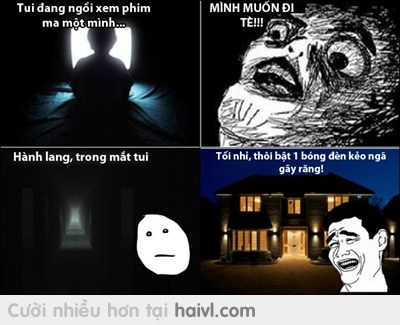 Tui đang ngồi xem phim
ma một mình...
MÌNH MUỐN ĐI
TÈ!!!
Hành lang, trong mắt tui
Tối nhỉ, thôi bật 1 bóng đèn kẻo ngã
gãy răng!
Cười nhiều hơn tại haivl.com